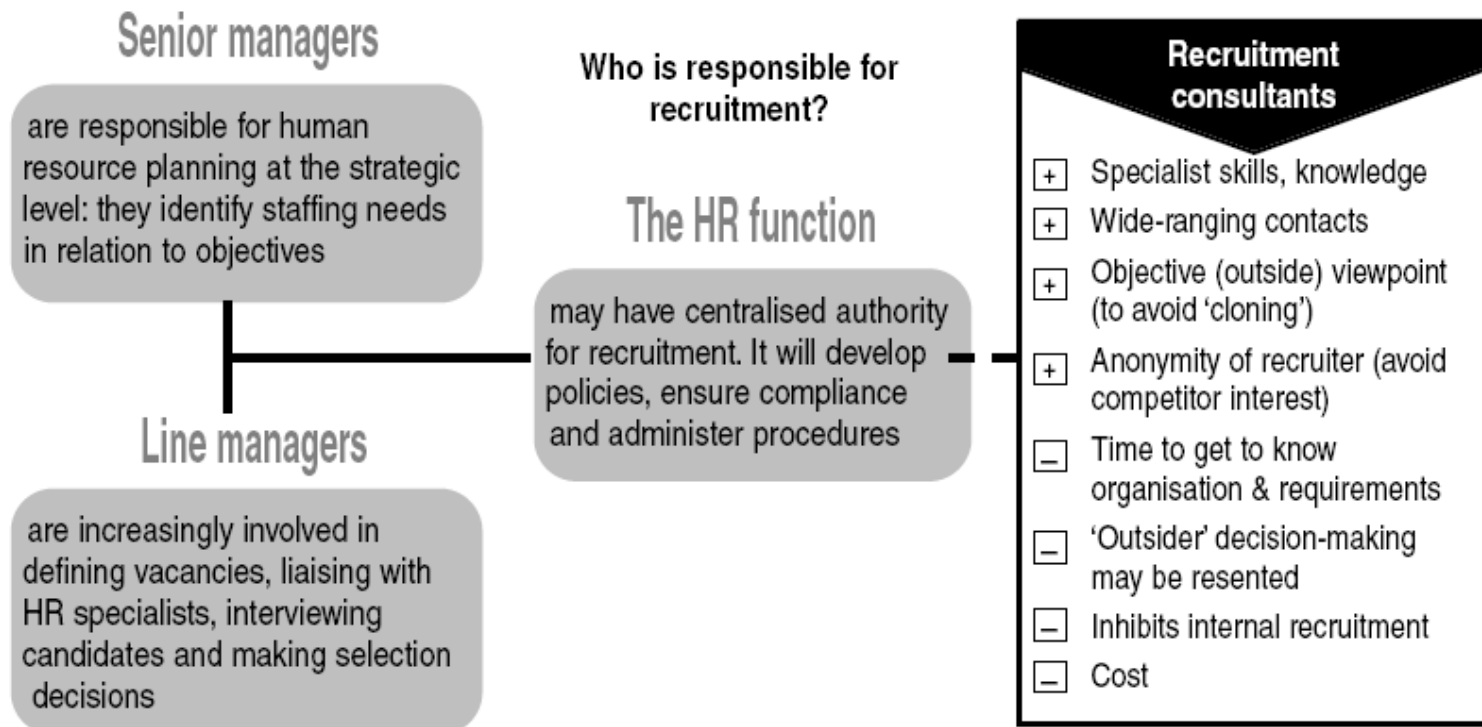 Senior managers
are responsible for human
resource planning at the strategic
level: they identify staffing needs
in relation to objectives
Line managers
are increasingly involved in
defining vacancies, liaising with
HR specialists, interviewing
candidates and making selection
decisions
Who is responsible for
recruitment?
The HR function
may have centralised authority
for recruitment. It will develop
policies, ensure compliance
and administer procedures
Recruitment
consultants
+ Specialist skills, knowledge
+ Wide-ranging contacts
+ Objective (outside) viewpoint
(to avoid ‘cloning’)
+ Anonymity of recruiter (avoid
competitor interest)
– Time to get to know
organisation & requirements
– ‘Outsider’ decision-making
may be resented
– Inhibits internal recruitment
– Cost